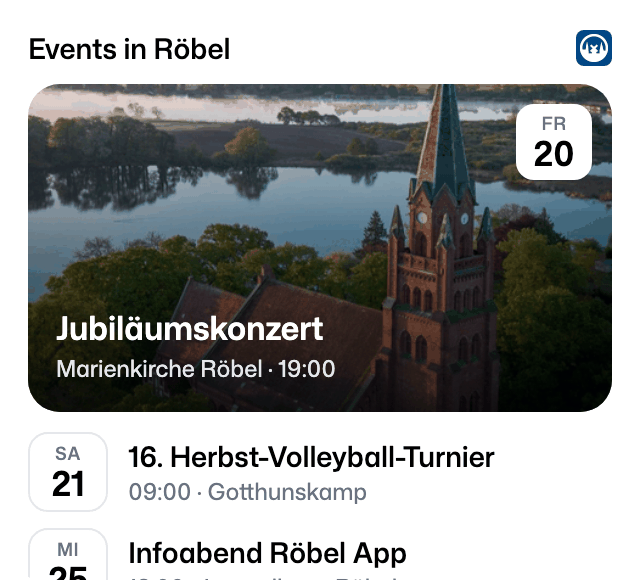 Events in Röbel
FR
20
Jubiläumskonzert
Marienkirche Röbel · 19:00
SA
21
16. Herbst-Volleyball-Turnier
09:00 · Gotthunskamp
MI
25
Infoabend Röbel App